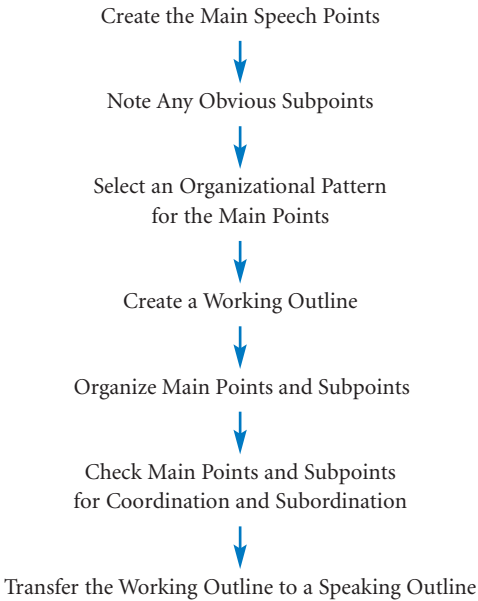 Create the Main Speech Points
Note Any Obvious Subpoints
Select an Organizational Pattern
for the Main Points
Create a Working Outline
Organize Main Points and Subpoints
Check Main Points and Subpoints
for Coordination and Subordination
Transfer the Working Outline to a Speaking Outline